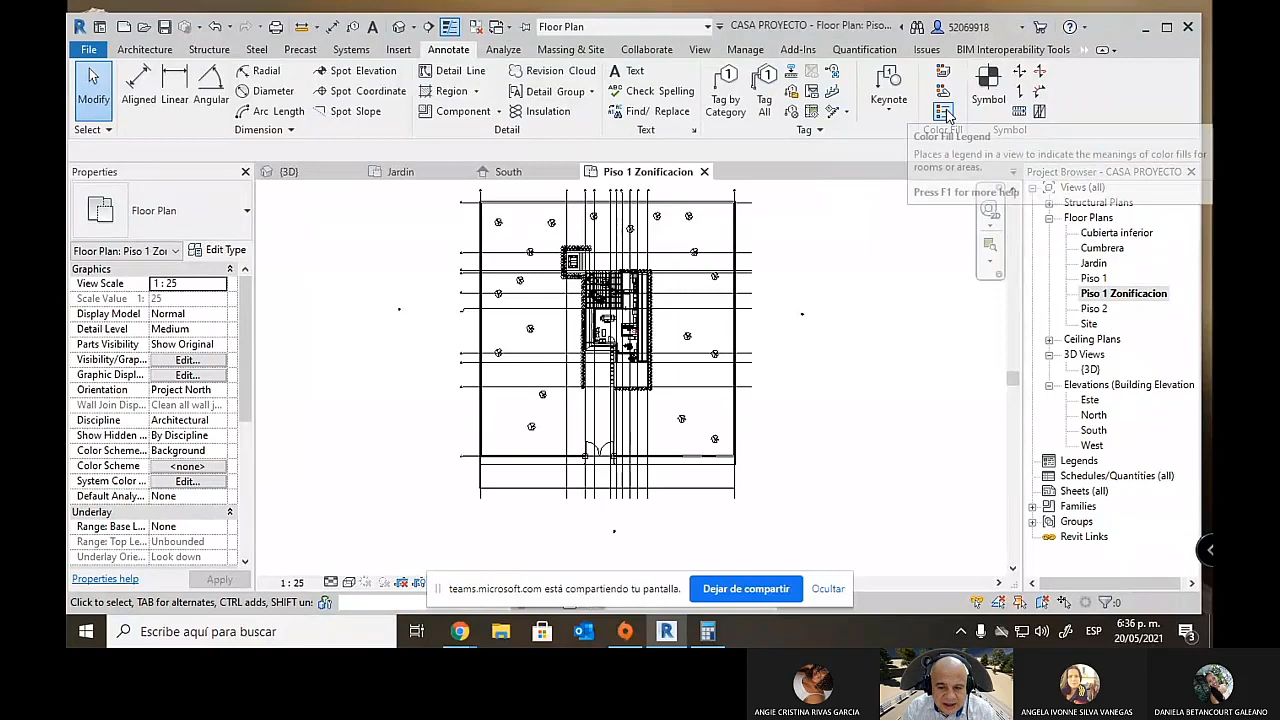 Floor Plan
CASA PROYECTO - Floor Plan: Piso...
52069918
File
Architecture
Structure
Steel
Precast
Systems
Insert
Annotate
Analyze
Massing & Site
Collaborate
View
Manage
Add-Ins
Quantification
Issues
BIM Interoperability Tools
Modify
Aligned
Linear
Angular
Radial
Diameter
Arc Length
Spot Elevation
Spot Coordinate
Spot Slope
Detail Line
Region
Component
Revision Cloud
Detail Group
Insulation
Text
Check Spelling
Find/ Replace
Tag by
Category
Tag
All
Keynote
Symbol
Select
Dimension
Detail
Text
Tag
Color Fill
Symbol
Color Fill Legend
Places a legend in a view to indicate the meanings of color fills for
rooms or areas.
Press F1 for more help
Properties
{3D}
Jardin
South
Piso 1 Zonificacion
Project Browser - CASA PROYECTO
Floor Plan
Floor Plan: Piso 1 Zoi
Edit Type
Graphics
View Scale
1 : 25
Scale Value 1:
25
Display Model
Normal
Detail Level
Medium
Parts Visibility
Show Original
Visibility/Grap...
Edit...
Graphic Displ...
Edit...
Orientation
Project North
Wall Join Disp...
Clean all wall j...
Discipline
Architectural
Show Hidden ...
By Discipline
Color Scheme...
Background
Color Scheme
<none>
System Color ...
Edit...
Default Analy...
None
Underlay
Range: Base L...
None
Range: Top Le...
Unbounded
Underlay Orie...
Look down
Properties help
Apply
2D
Views (all)
Structural Plans
Floor Plans
Cubierta inferior
Cumbrera
Jardin
Piso 1
Piso 1 Zonificacion
Piso 2
Site
Ceiling Plans
3D Views
{3D}
Elevations (Building Elevation
Este
North
South
West
Legends
Schedules/Quantities (all)
Sheets (all)
Families
Groups
Revit Links
1 : 25
teams.microsoft.com está compartiendo tu pantalla.
Dejar de compartir
Ocultar
Click to select, TAB for alternates, CTRL adds, SHIFT un
:0
Escribe aquí para buscar
ESP
6:36 p. m.
20/05/2021
3
ANGIE CRISTINA RIVAS GARCIA
ANGELA IVONNE SILVA VANEGAS
DANIELA BETANCOURT GALEANO